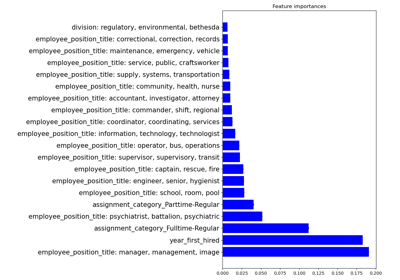 Feature importances
division: regulatory, environmental, bethesda
employee_position_title: correctional, correction, records
employee_position_title: maintenance, emergency, vehicle
employee_position_title: service, public, craftsworker
employee_position_title: supply, systems, transportation
employee_position_title: community, health, nurse
employee_position_title: accountant, investigator, attorney
employee_position_title: commander, shift, regional
employee_position_title: coordinator, coordinating, services
employee_position_title: information, technology, technologist
employee_position_title: operator, bus, operations
employee_position_title: supervisor, supervisory, transit
employee_position_title: captain, rescue, fire
employee_position_title: engineer, senior, hygienist
employee_position_title: school, room, pool
assignment_category_Parttime-Regular
employee_position_title: psychiatrist, battalion, psychiatric
assignment_category_Fulltime-Regular
year_first_hired
employee_position_title: manager, management, image
0.000 0.025 0.050 0.075 0.100 0.125 0.150 0.175 0.200